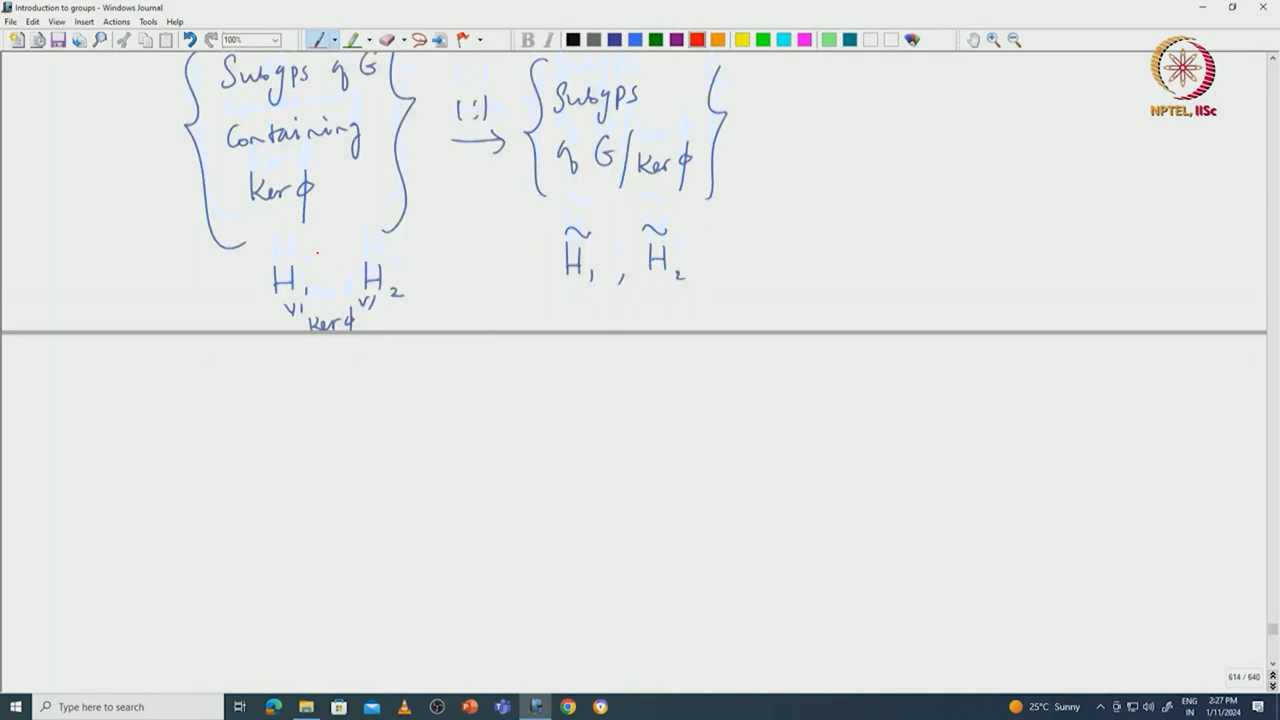 Introduction to groups - Windows Journal
File Edit View Insert Actions Tools Help
100%
B I
NPTEL, IISc
Subgps of G
Containing
Ker φ
1:1
Subgps
of G/Ker φ
H₁ H₂
∨| ∨|
Ker φ
H̃₁ , H̃₂
614 / 640
Type here to search
25°C Sunny
ENG
IN
2:27 PM
1/11/2024